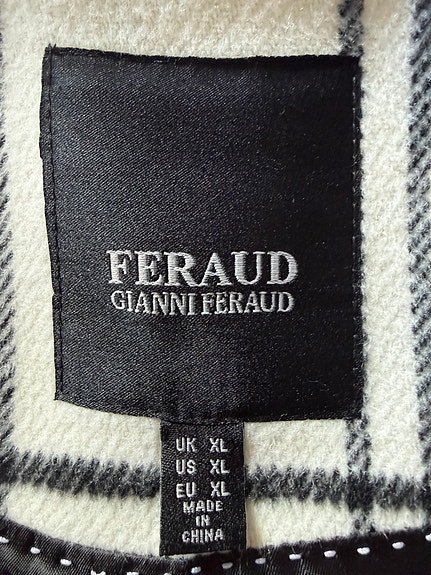 FERAUD
GIANNI FERAUD
UK XL
US XL
EU XL
MADE
IN
CHINA